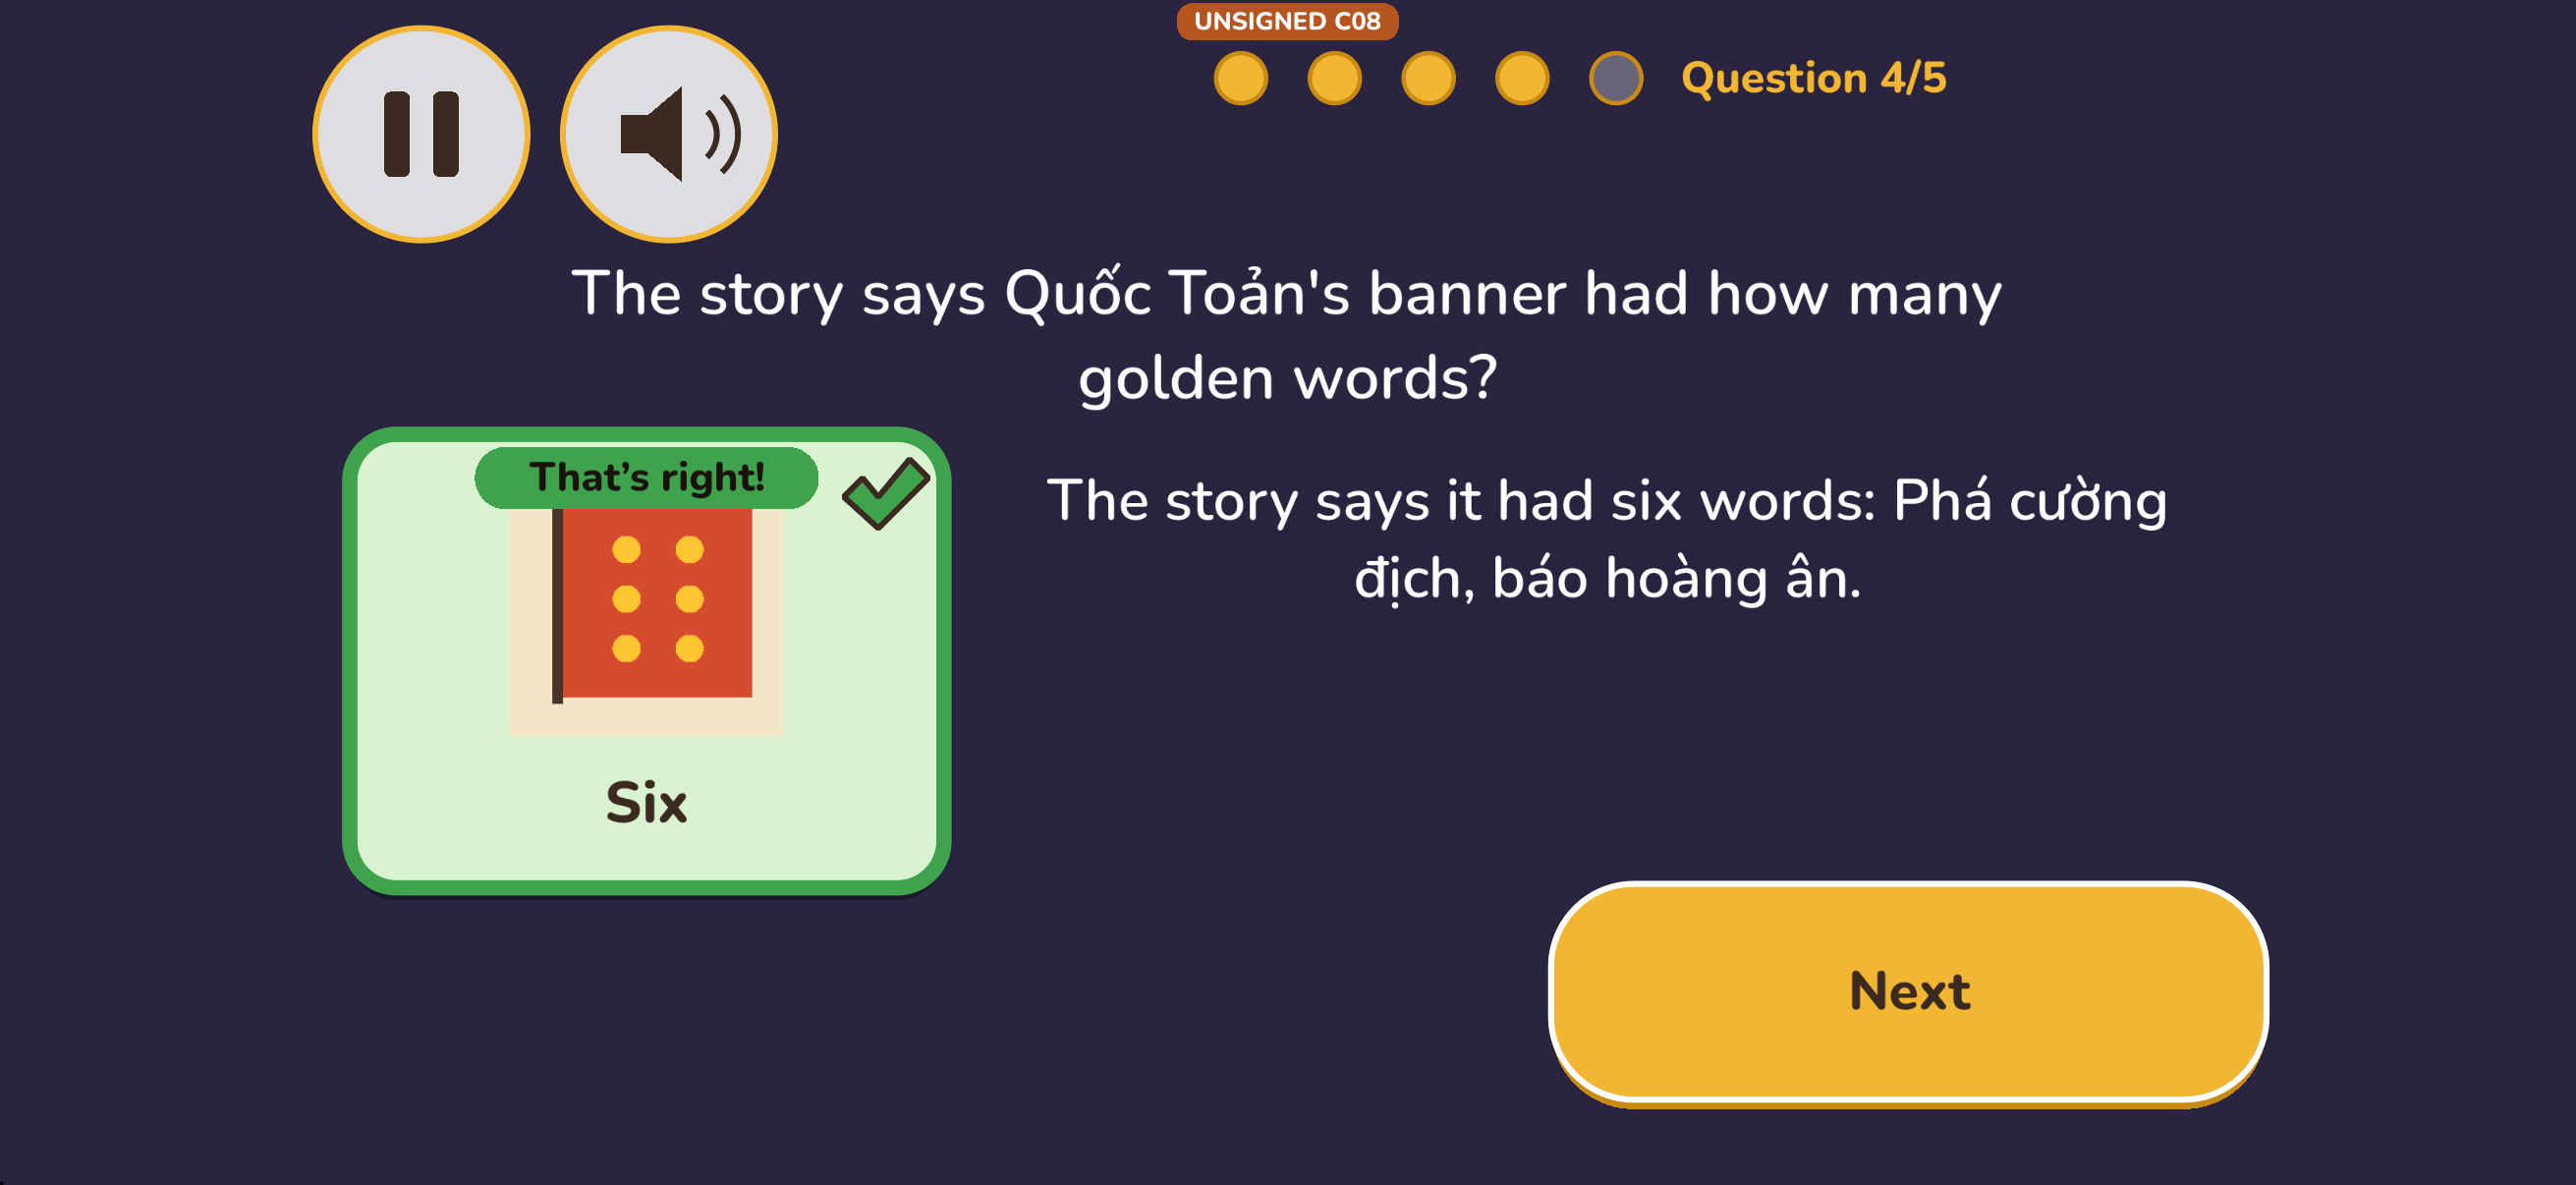 UNSIGNED C08
Question 4/5
The story says Quốc Toản's banner had how many
golden words?
That’s right!
Six
The story says it had six words: Phá cường
địch, báo hoàng ân.
Next